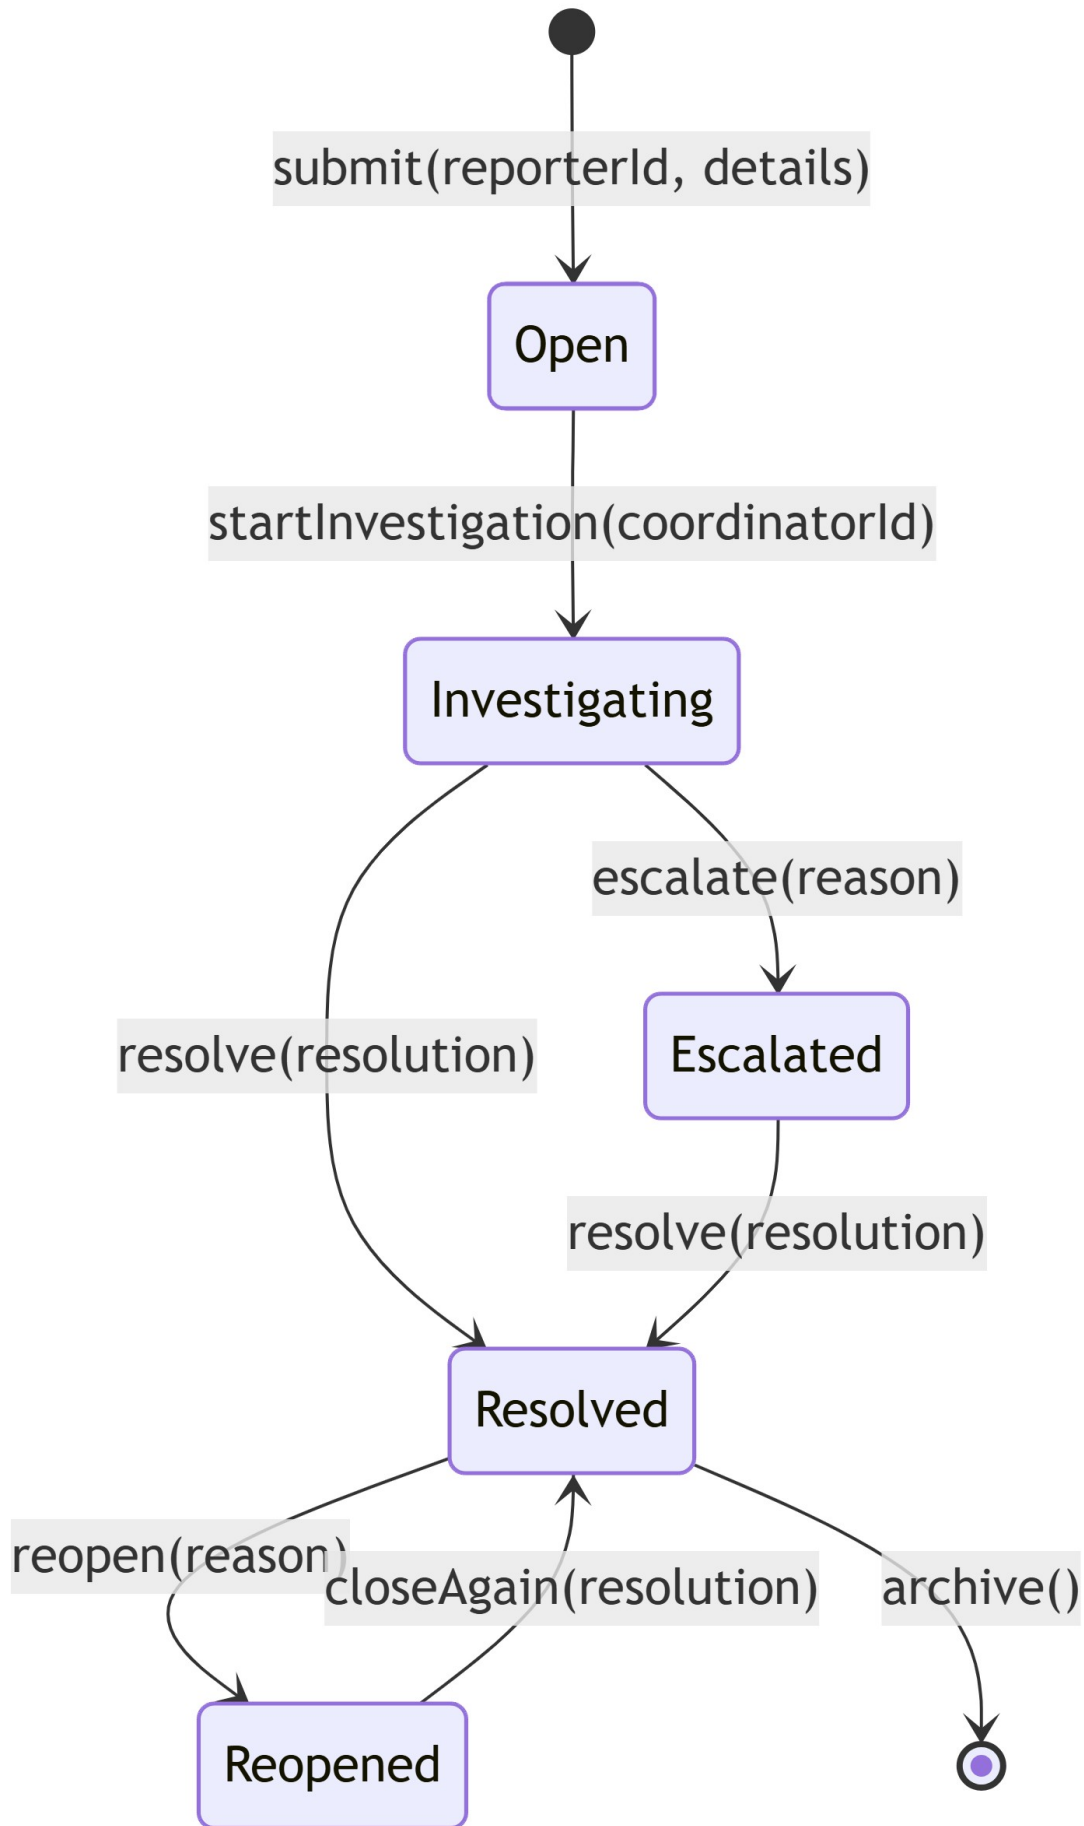 submit(reporterId, details)
Open
startInvestigation(coordinatorId)
Investigating
escalate(reason)
resolve(resolution)
Escalated
resolve(resolution)
Resolved
reopen(reason)
closeAgain(resolution)
archive()
Reopened